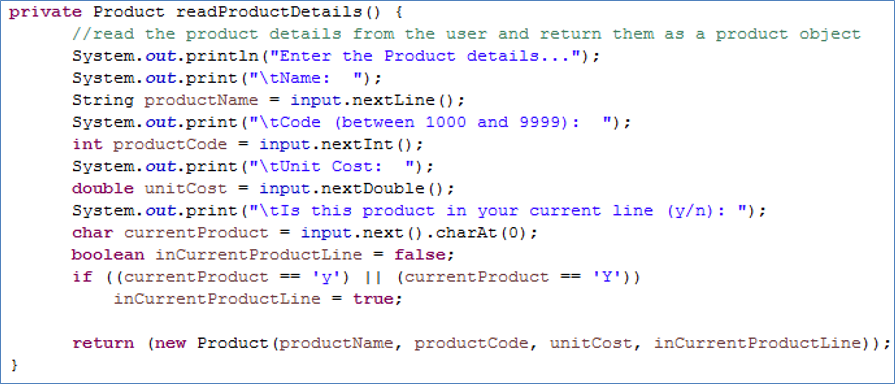 private Product readProductDetails() {
//read the product details from the user and return them as a product object
System.out.println("Enter the Product details...");
System.out.print("\tName:  ");
String productName = input.nextLine();
System.out.print("\tCode (between 1000 and 9999):  ");
int productCode = input.nextInt();
System.out.print("\tUnit Cost:  ");
double unitCost = input.nextDouble();
System.out.print("\tIs this product in your current line (y/n): ");
char currentProduct = input.next().charAt(0);
boolean inCurrentProductLine = false;
if ((currentProduct == 'y') || (currentProduct == 'Y'))
inCurrentProductLine = true;
return (new Product(productName, productCode, unitCost, inCurrentProductLine));
}